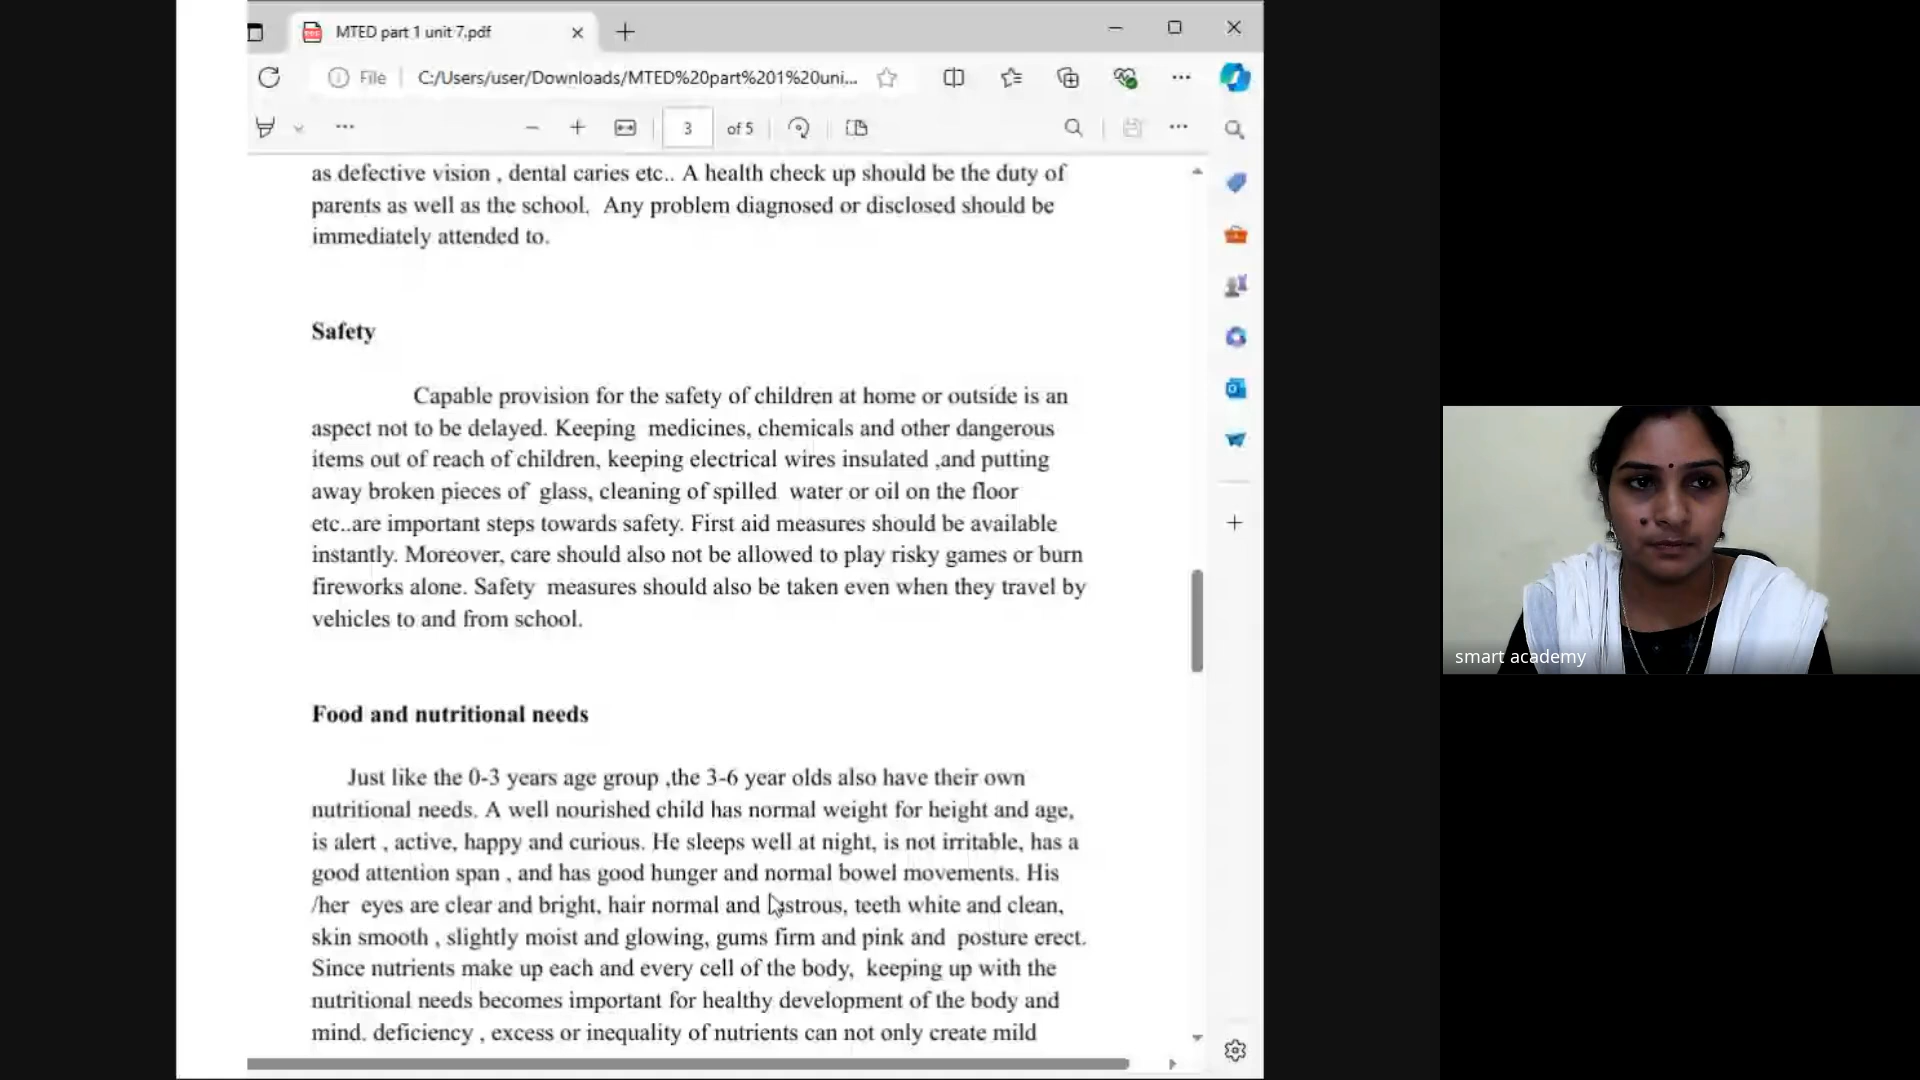 MTED part 1 unit 7.pdf
File
C:/Users/user/Downloads/MTED%20part%201%20uni...
3 of 5
as defective vision , dental caries etc.. A health check up should be the duty of
parents as well as the school.  Any problem diagnosed or disclosed should be
immediately attended to.
Safety
Capable provision for the safety of children at home or outside is an
aspect not to be delayed. Keeping  medicines, chemicals and other dangerous
items out of reach of children, keeping electrical wires insulated ,and putting
away broken pieces of  glass, cleaning of spilled  water or oil on the floor
etc..are important steps towards safety. First aid measures should be available
instantly. Moreover, care should also not be allowed to play risky games or burn
fireworks alone. Safety  measures should also be taken even when they travel by
vehicles to and from school.
Food and nutritional needs
Just like the 0-3 years age group ,the 3-6 year olds also have their own
nutritional needs. A well nourished child has normal weight for height and age,
is alert , active, happy and curious. He sleeps well at night, is not irritable, has a
good attention span , and has good hunger and normal bowel movements. His
/her  eyes are clear and bright, hair normal and lustrous, teeth white and clean,
skin smooth , slightly moist and glowing, gums firm and pink and  posture erect.
Since nutrients make up each and every cell of the body,  keeping up with the
nutritional needs becomes important for healthy development of the body and
mind. deficiency , excess or inequality of nutrients can not only create mild
smart academy